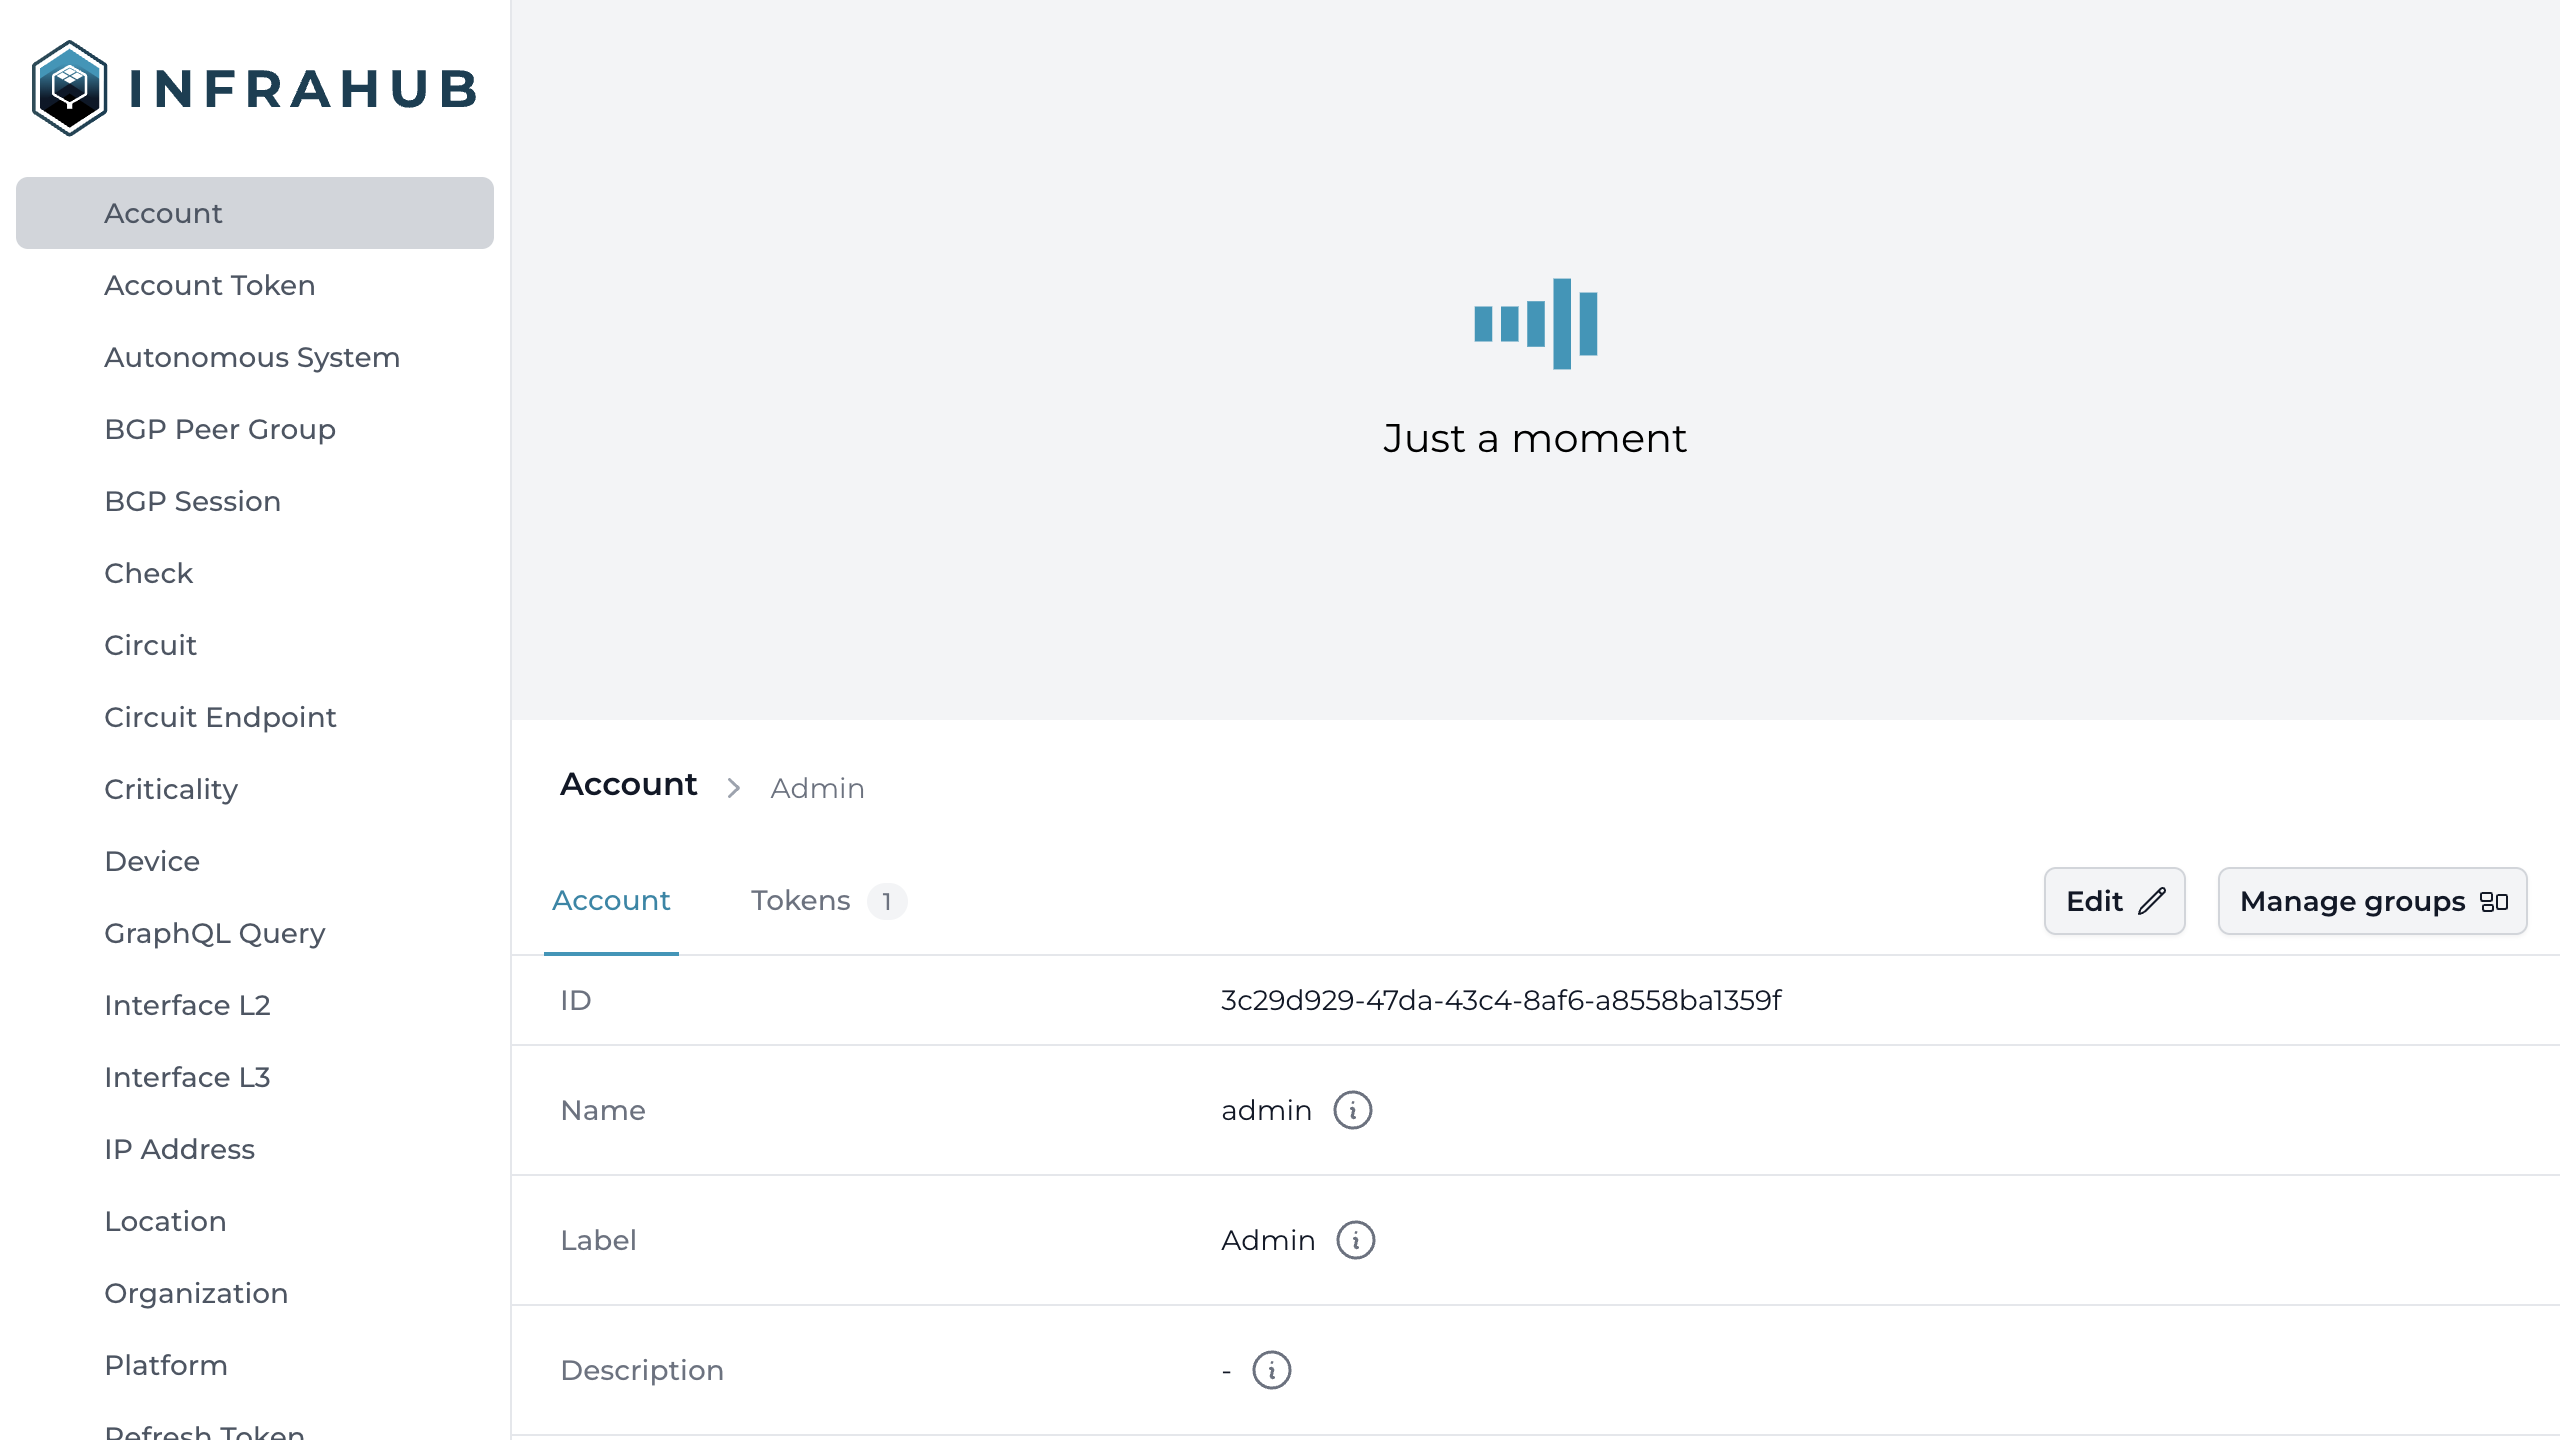 INFRAHUB
Account
Account Token
Autonomous System
BGP Peer Group
BGP Session
Check
Circuit
Circuit Endpoint
Criticality
Device
GraphQL Query
Interface L2
Interface L3
IP Address
Location
Organization
Platform
Refresh Token
Just a moment
Account Admin
Account Tokens 1 Edit Manage groups
ID 3c29d929-47da-43c4-8af6-a8558ba1359f
Name admin
Label Admin
Description -